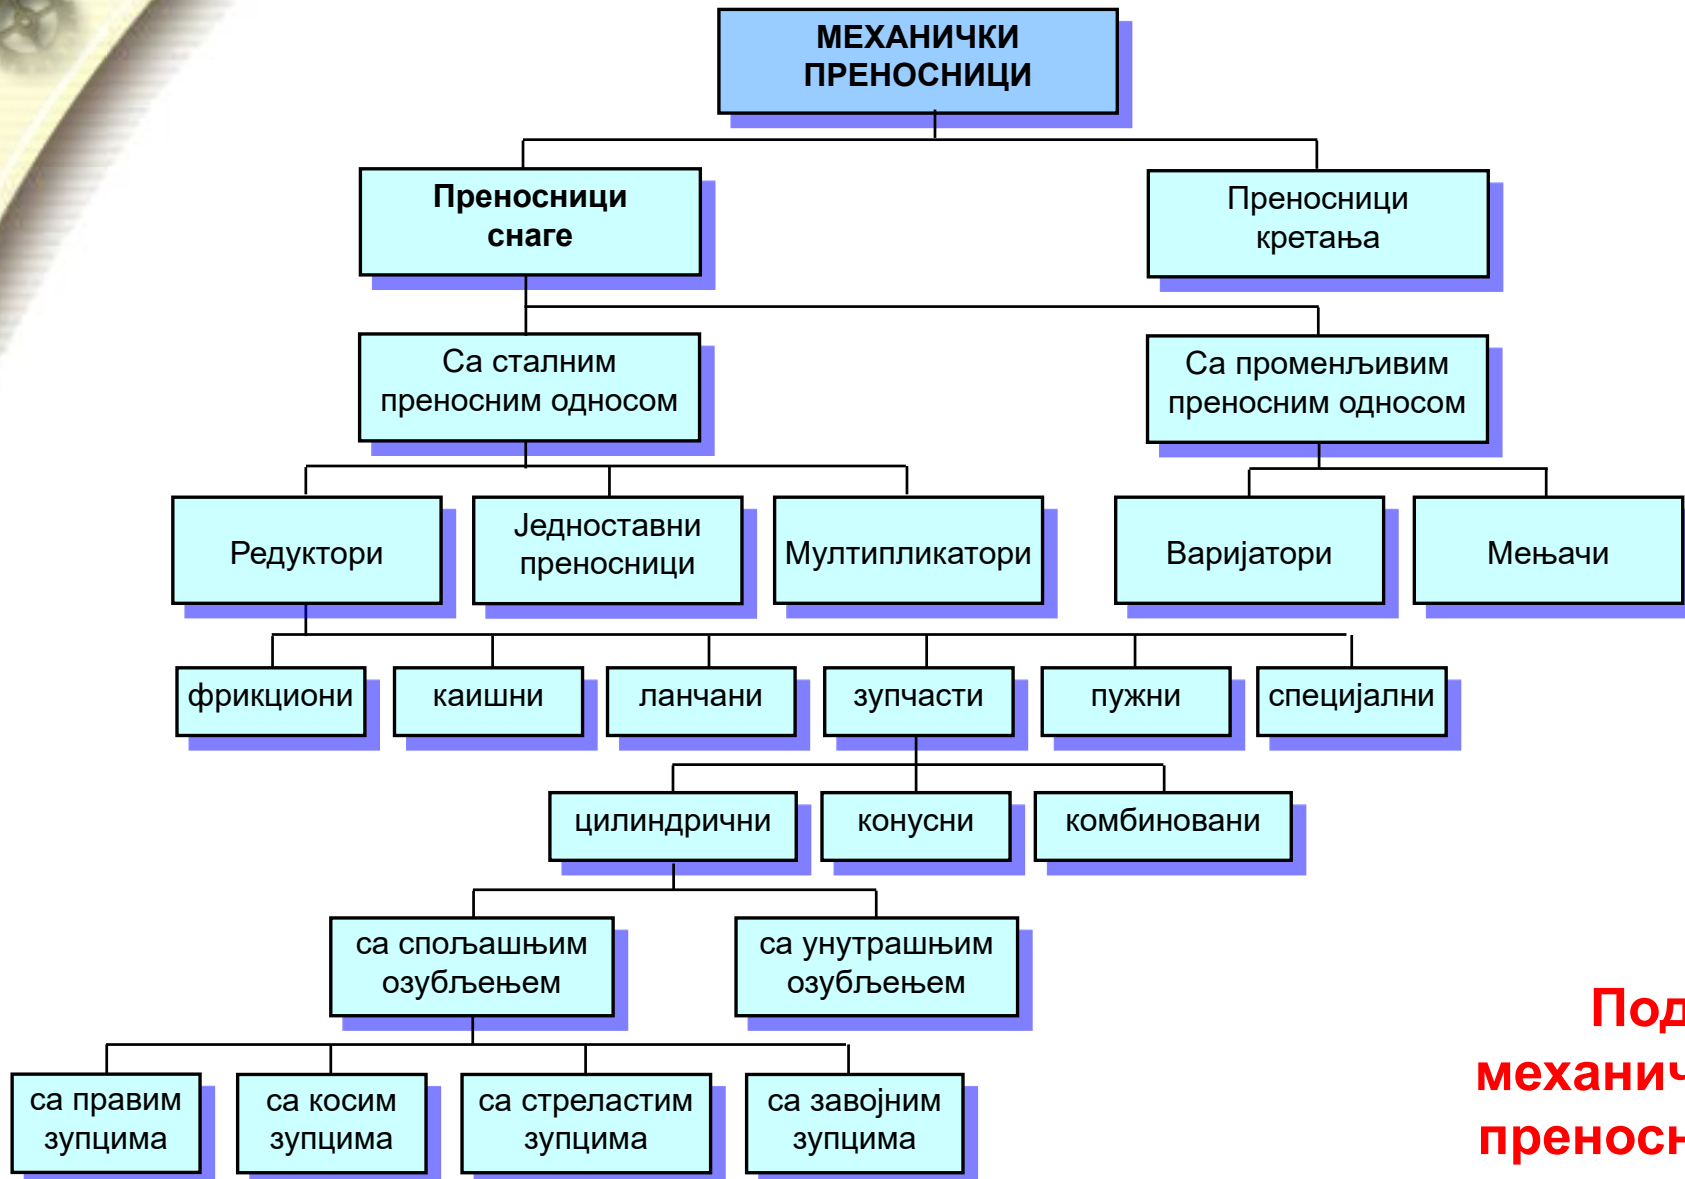 МЕХАНИЧКИ
ПРЕНОСНИЦИ
Преносници
снаге
Преносници
кретања
Са сталним
преносним односом
Са променљивим
преносним односом
Редуктори
Једноставни
преносници
Мултипликатори
Варијатори
Мењачи
фрикциони
каишни
ланчани
зупчасти
пужни
специјални
цилиндрични
конусни
комбиновани
са спољашњим
озубљењем
са унутрашњим
озубљењем
са правим
зупцима
са косим
зупцима
са стреластим
зупцима
са завојним
зупцима